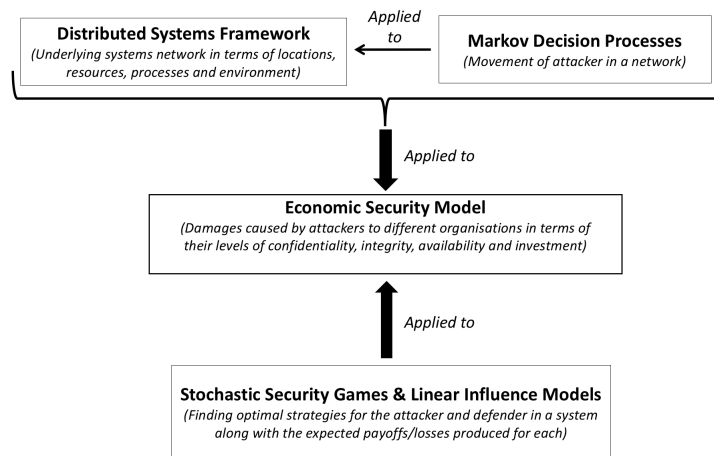 Distributed Systems Framework
(Underlying systems network in terms of locations,
resources, processes and environment)
Applied
to
Markov Decision Processes
(Movement of attacker in a network)
Applied to
Economic Security Model
(Damages caused by attackers to different organisations in terms of
their levels of confidentiality, integrity, availability and investment)
Applied to
Stochastic Security Games & Linear Influence Models
(Finding optimal strategies for the attacker and defender in a system
along with the expected payoffs/losses produced for each)